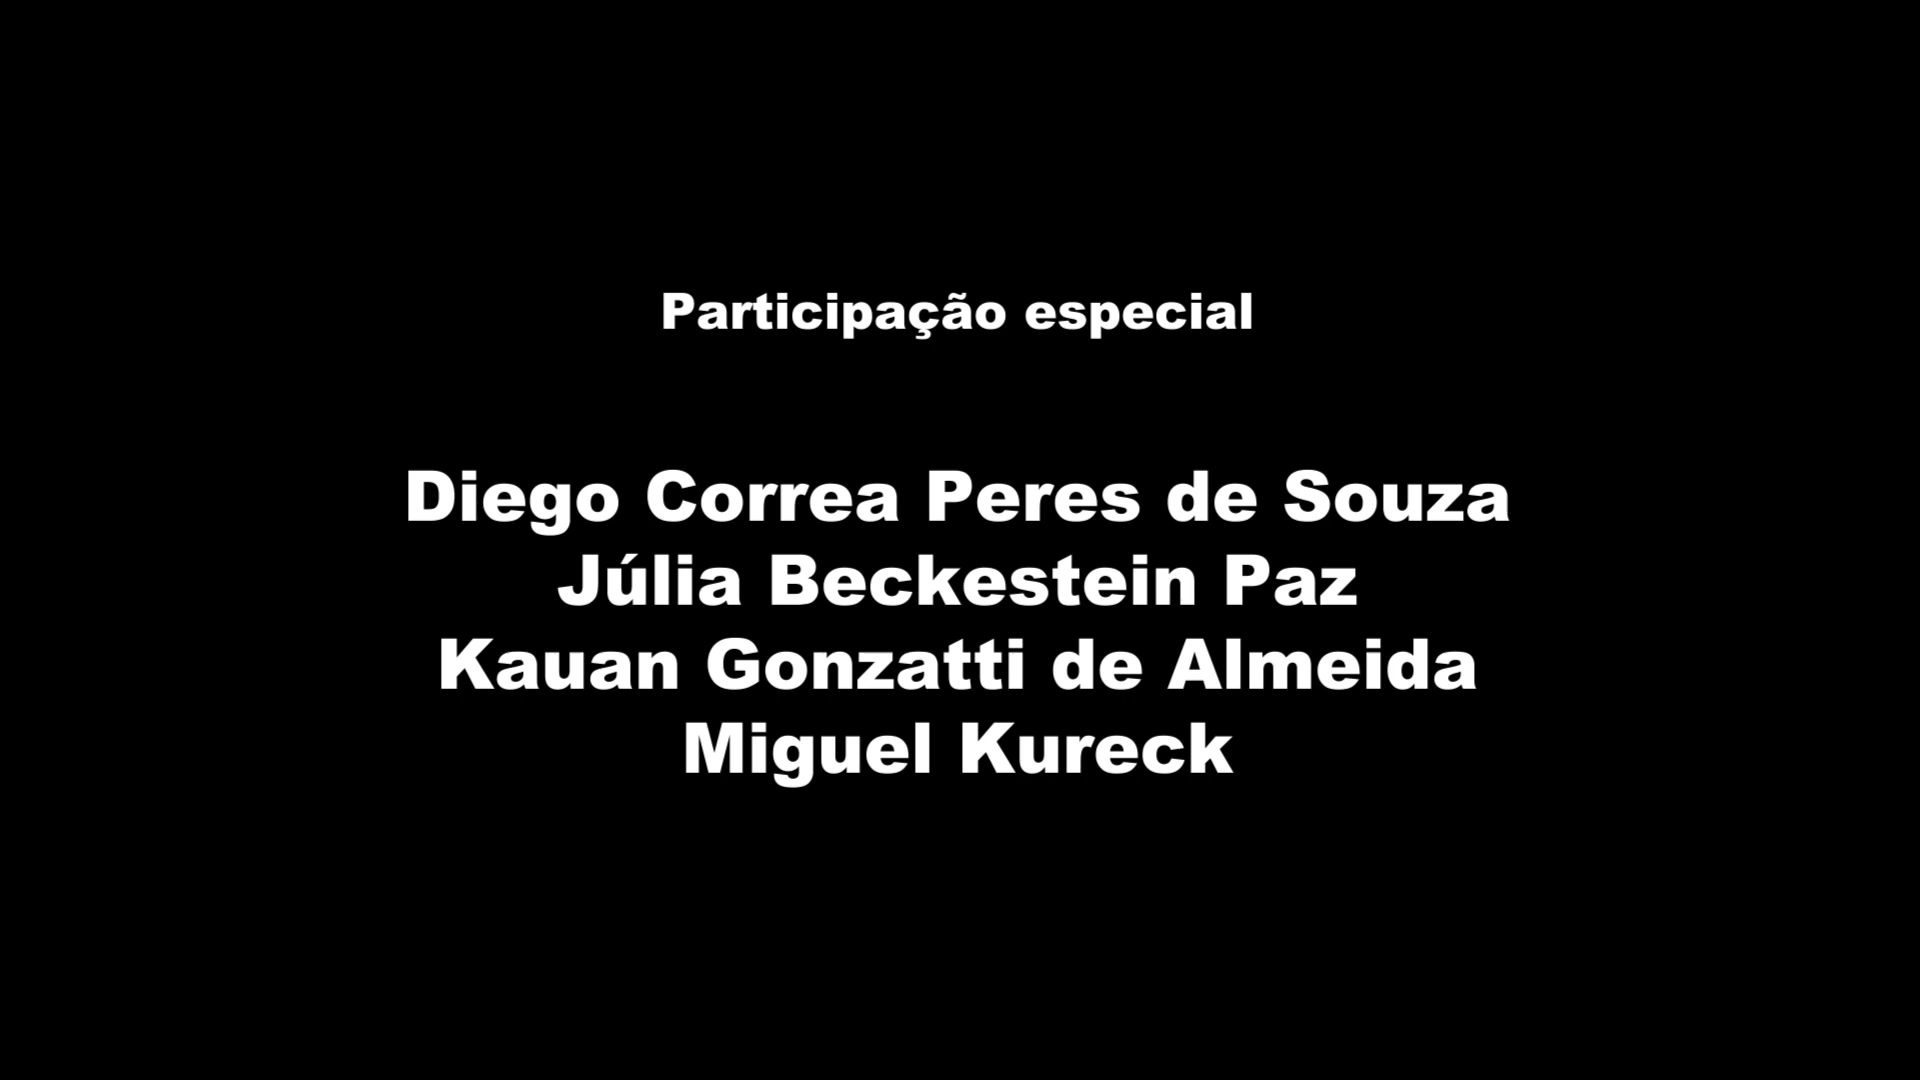 Participação especial
Diego Correa Peres de Souza
Júlia Beckestein Paz
Kauan Gonzatti de Almeida
Miguel Kureck